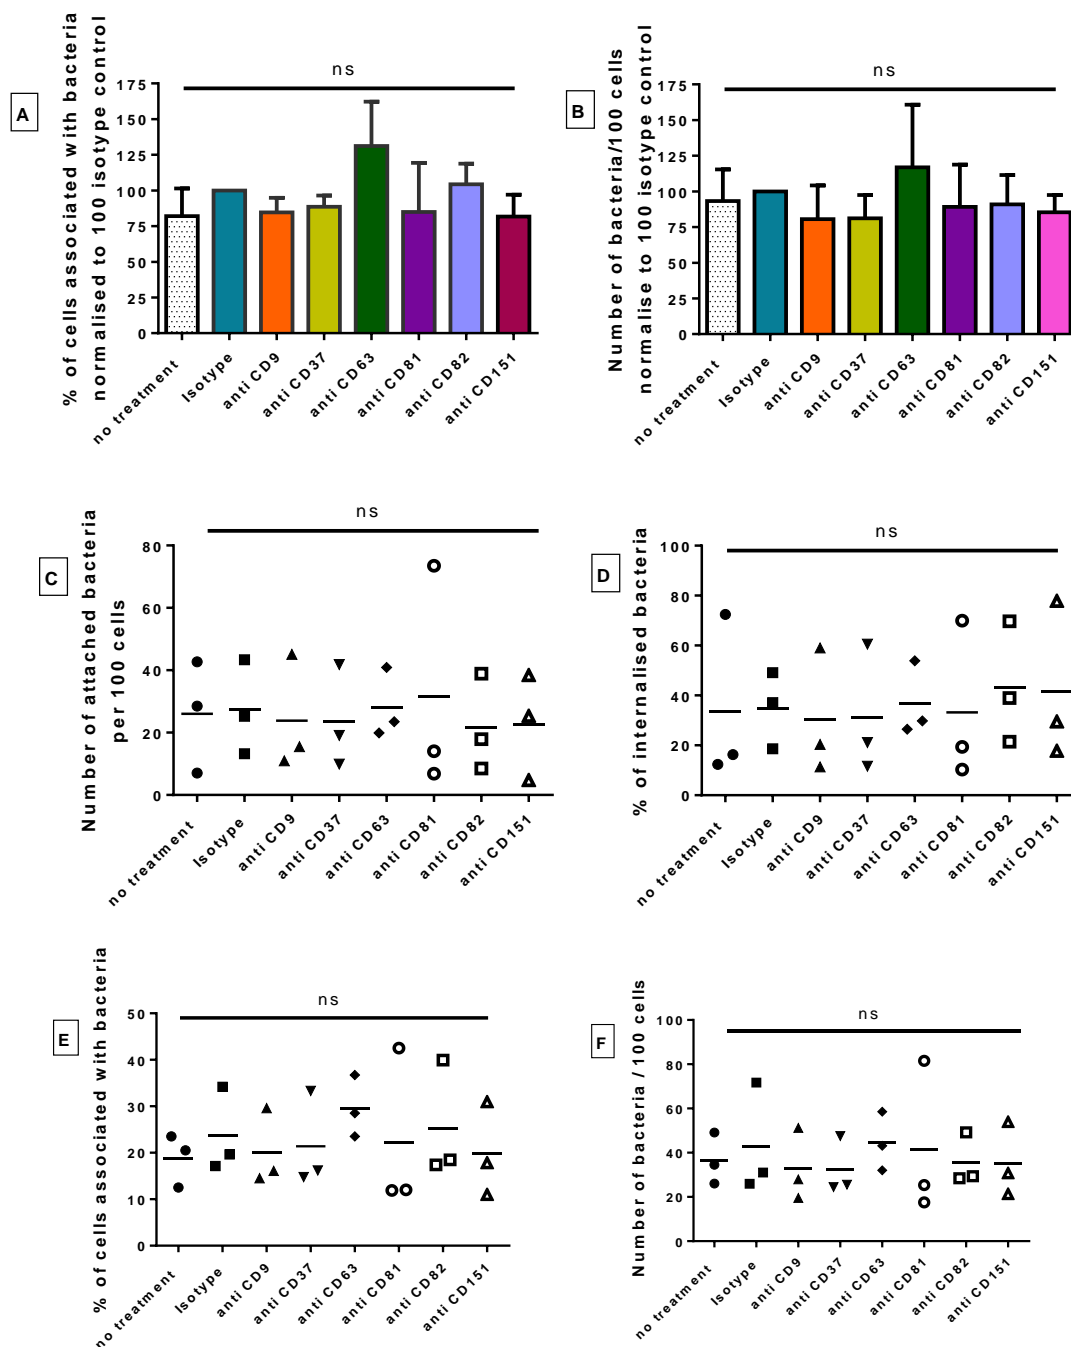 A
% of cells associated with bacteria
normalised to 100 isotype control
ns
175
150
125
100
75
50
25
0
no treatment
Isotype
anti CD9
anti CD37
anti CD63
anti CD81
anti CD82
anti CD151
B
Number of bacteria/100 cells
normalise to 100 isotype control
ns
175
150
125
100
75
50
25
0
no treatment
Isotype
anti CD9
anti CD37
anti CD63
anti CD81
anti CD82
anti CD151
C
Number of attached bacteria
per 100 cells
ns
80
60
40
20
0
no treatment
Isotype
anti CD9
anti CD37
anti CD63
anti CD81
anti CD82
anti CD151
D
% of internalised bacteria
ns
100
80
60
40
20
0
no treatment
Isotype
anti CD9
anti CD37
anti CD63
anti CD81
anti CD82
anti CD151
E
% of cells associated with bacteria
ns
50
40
30
20
10
0
no treatment
Isotype
anti CD9
anti CD37
anti CD63
anti CD81
anti CD82
anti CD151
F
Number of bacteria / 100 cells
ns
100
80
60
40
20
0
no treatment
Isotype
anti CD9
anti CD37
anti CD63
anti CD81
anti CD82
anti CD151